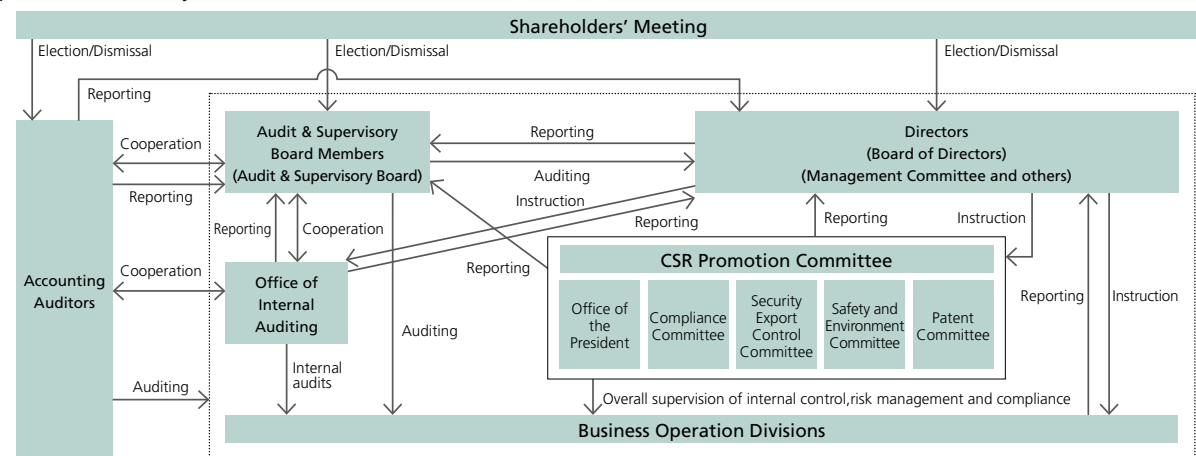 Shareholders' Meeting
Election/Dismissal
Election/Dismissal
Election/Dismissal
Reporting
Audit & Supervisory
Board Members
(Audit & Supervisory Board)
Directors
(Board of Directors)
(Management Committee and others)
Cooperation
Reporting
Reporting
Auditing
Instruction
Reporting
Reporting
Cooperation
Reporting
Reporting
Instruction
Accounting
Auditors
Cooperation
Office of
Internal
Auditing
CSR Promotion Committee
Office of
the
President
Compliance
Committee
Security
Export
Control
Committee
Safety and
Environment
Committee
Patent
Committee
Reporting
Instruction
Auditing
Internal
audits
Auditing
Overall supervision of internal control,risk management and compliance
Business Operation Divisions